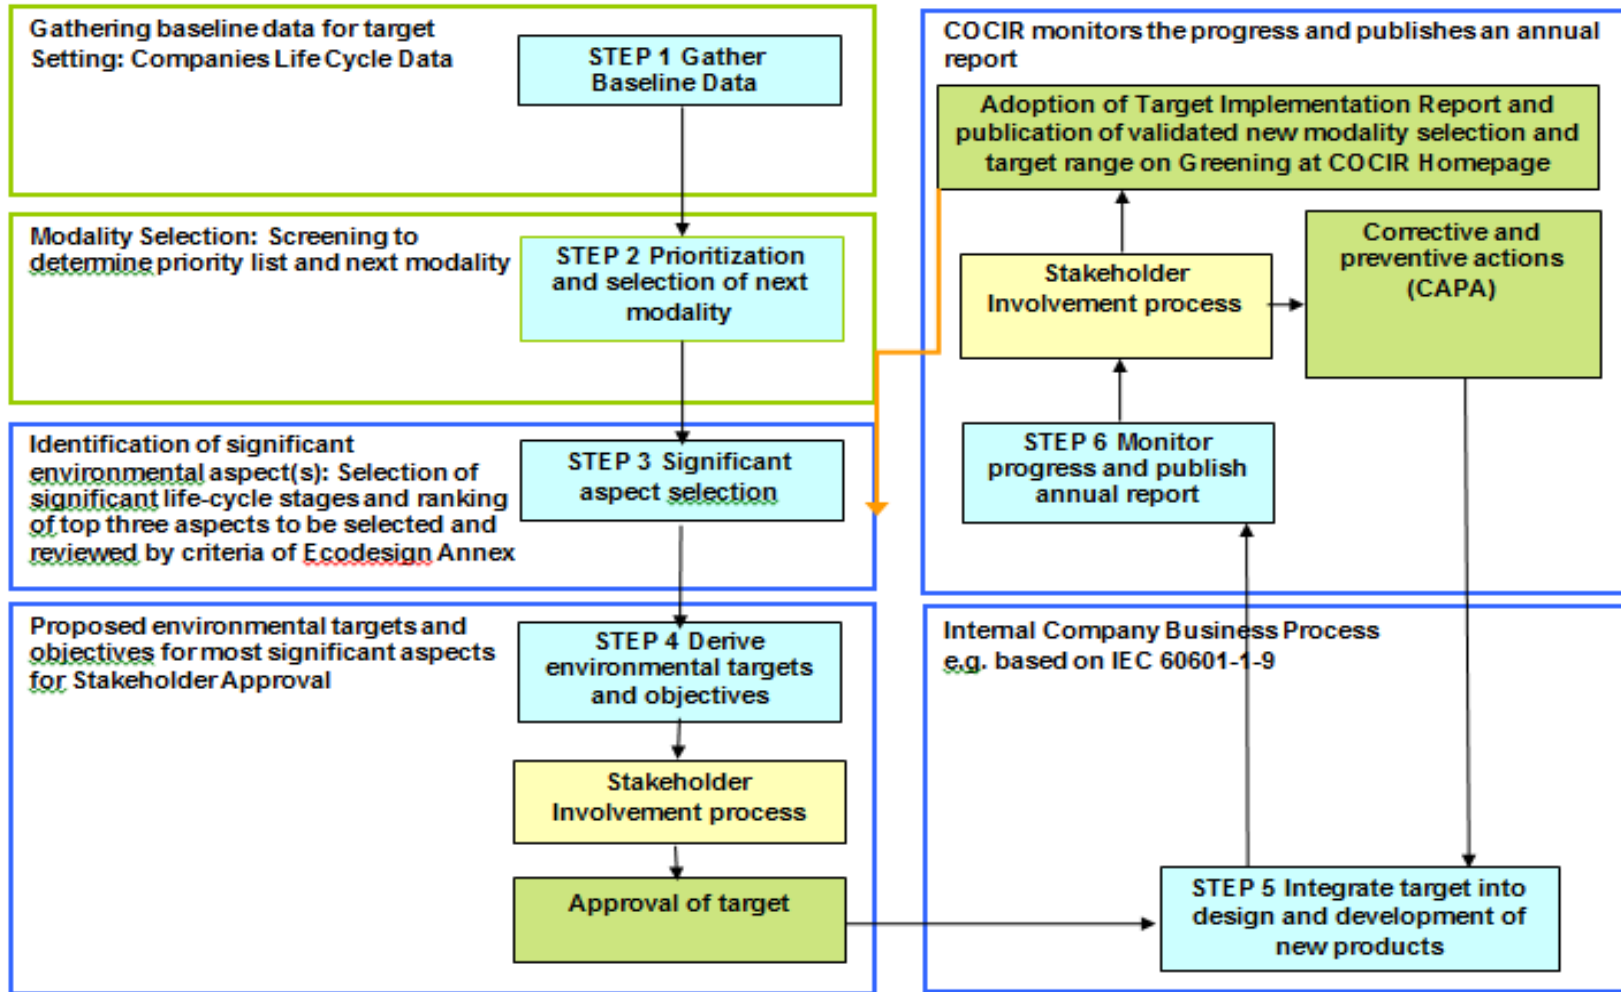 Gathering baseline data for target
Setting: Companies Life Cycle Data
STEP 1 Gather
Baseline Data
Modality Selection: Screening to
determine priority list and next modality
STEP 2 Prioritization
and selection of next
modality
Identification of significant
environmental aspect(s): Selection of
significant life-cycle stages and ranking
of top three aspects to be selected and
reviewed by criteria of Ecodesign Annex
STEP 3 Significant
aspect selection
Proposed environmental targets and
objectives for most significant aspects
for Stakeholder Approval
STEP 4 Derive
environmental targets
and objectives
Stakeholder
Involvement process
Approval of target
COCIR monitors the progress and publishes an annual
report
Adoption of Target Implementation Report and
publication of validated new modality selection and
target range on Greening at COCIR Homepage
Stakeholder
Involvement process
Corrective and
preventive actions
(CAPA)
STEP 6 Monitor
progress and publish
annual report
Internal Company Business Process
e.g. based on IEC 60601-1-9
STEP 5 Integrate target into
design and development of
new products